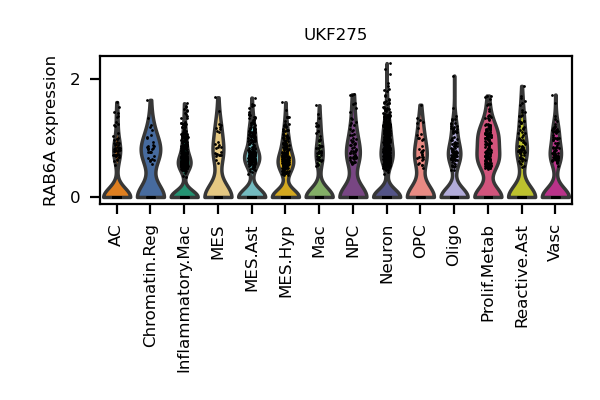 UKF275
RAB6A expression
2
0
AC
Chromatin.Reg
Inflammatory.Mac
MES
MES.Ast
MES.Hyp
Mac
NPC
Neuron
OPC
Oligo
Prolif.Metab
Reactive.Ast
Vasc